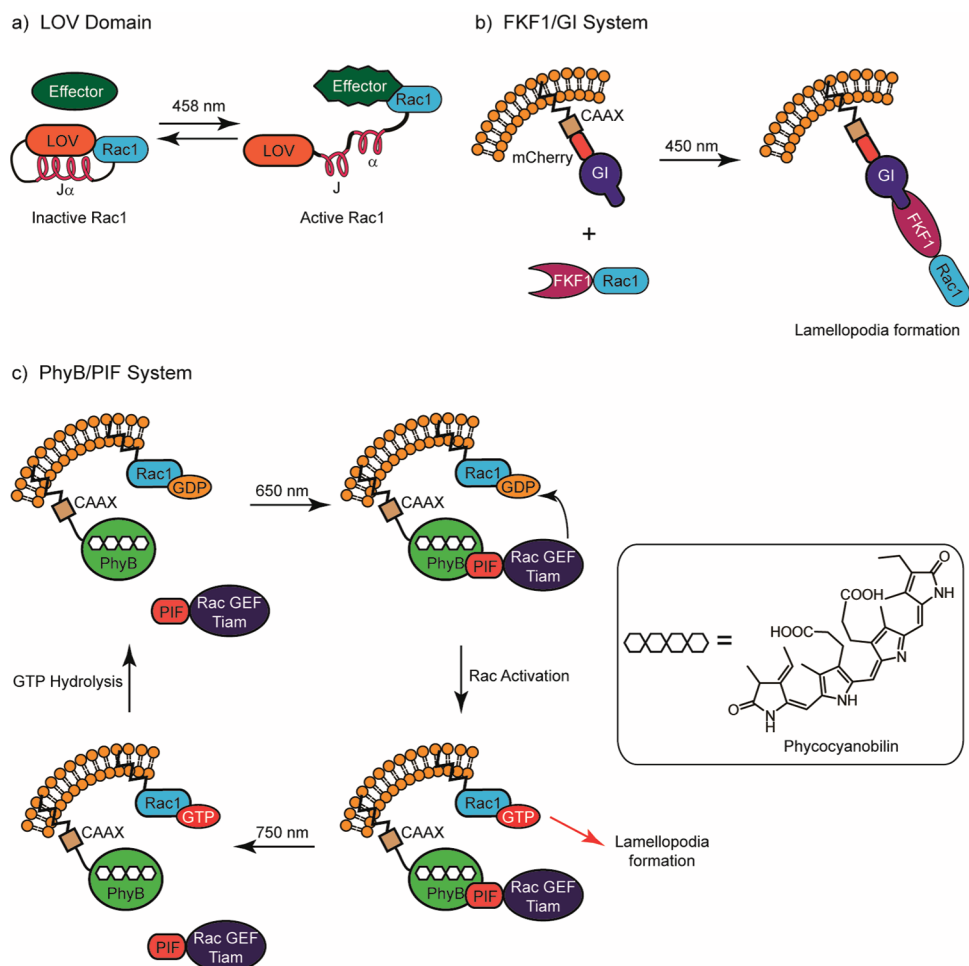 a) LOV Domain
Effector
LOV
Rac1
Jα
Inactive Rac1
458 nm
Effector
Rac1
LOV
J
α
Active Rac1
b) FKF1/GI System
CAAX
mCherry
GI
+
FKF1
Rac1
450 nm
GI
FKF1
Rac1
Lamellopodia formation
c) PhyB/PIF System
Rac1
GDP
CAAX
PhyB
PIF
Rac GEF
Tiam
650 nm
Rac1
GDP
CAAX
PhyB
PIF
Rac GEF
Tiam
GTP Hydrolysis
Rac Activation
Rac1
GTP
CAAX
PhyB
PIF
Rac GEF
Tiam
750 nm
Rac1
GTP
CAAX
PhyB
PIF
Rac GEF
Tiam
Lamellopodia
formation
=
O
NH
COOH
HOOC
N
NH
O
N
H
Phycocyanobilin